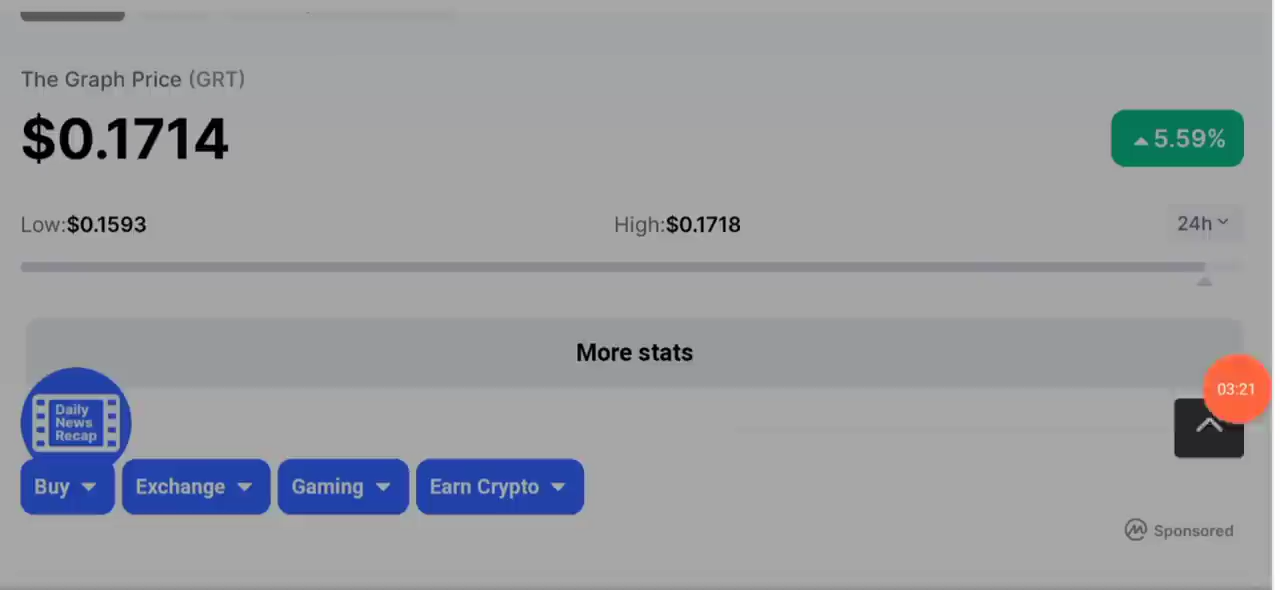 The Graph Price (GRT)
$0.1714
5.59%
Low:$0.1593
High:$0.1718
24h
More stats
03:21
Daily
News
Recap
Buy
Exchange
Gaming
Earn Crypto
Sponsored